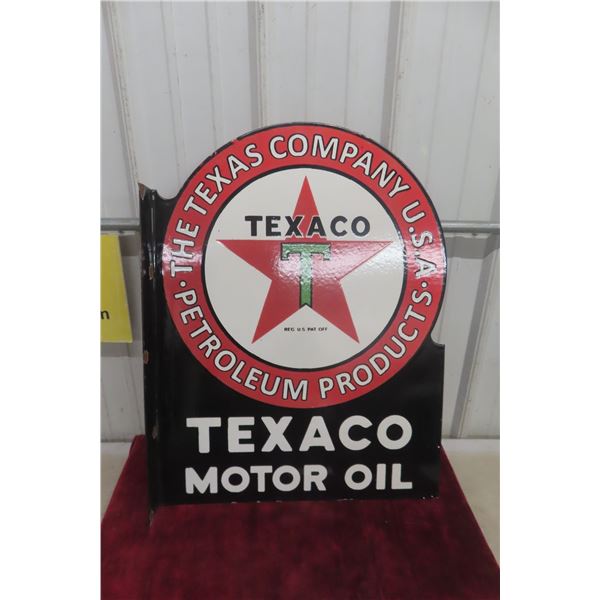 THE TEXAS COMPANY U.S.A.
TEXACO
T
REG. U.S. PAT. OFF
PETROLEUM PRODUCTS
TEXACO
MOTOR OIL